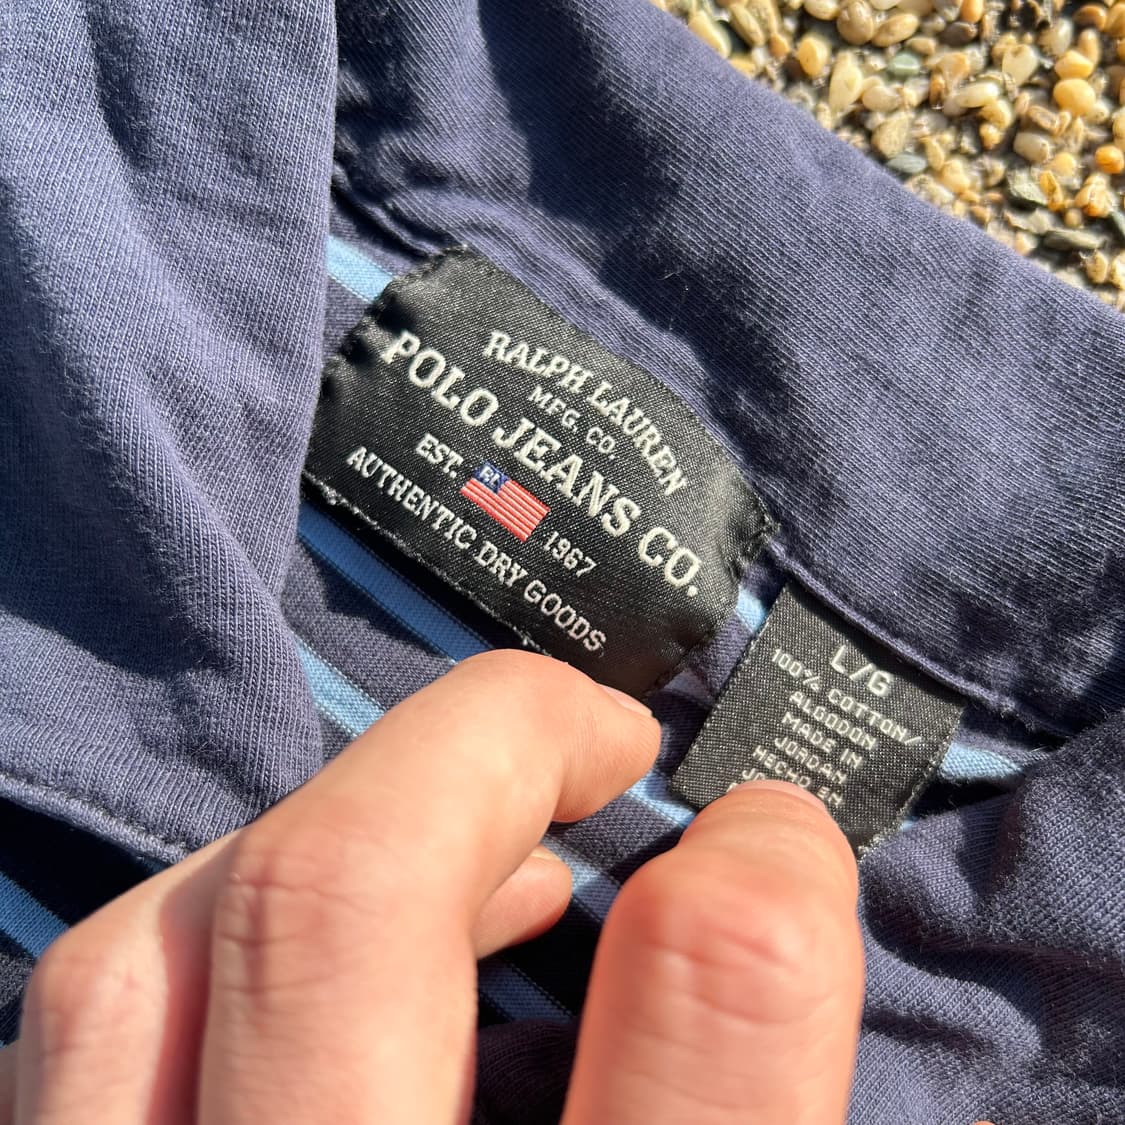 RALPH LAUREN
MFG. CO.
POLO JEANS CO.
EST. RL 1967
AUTHENTIC DRY GOODS
L/G
100% COTTON/
ALGODON
MADE IN
JORDAN
HECHO EN